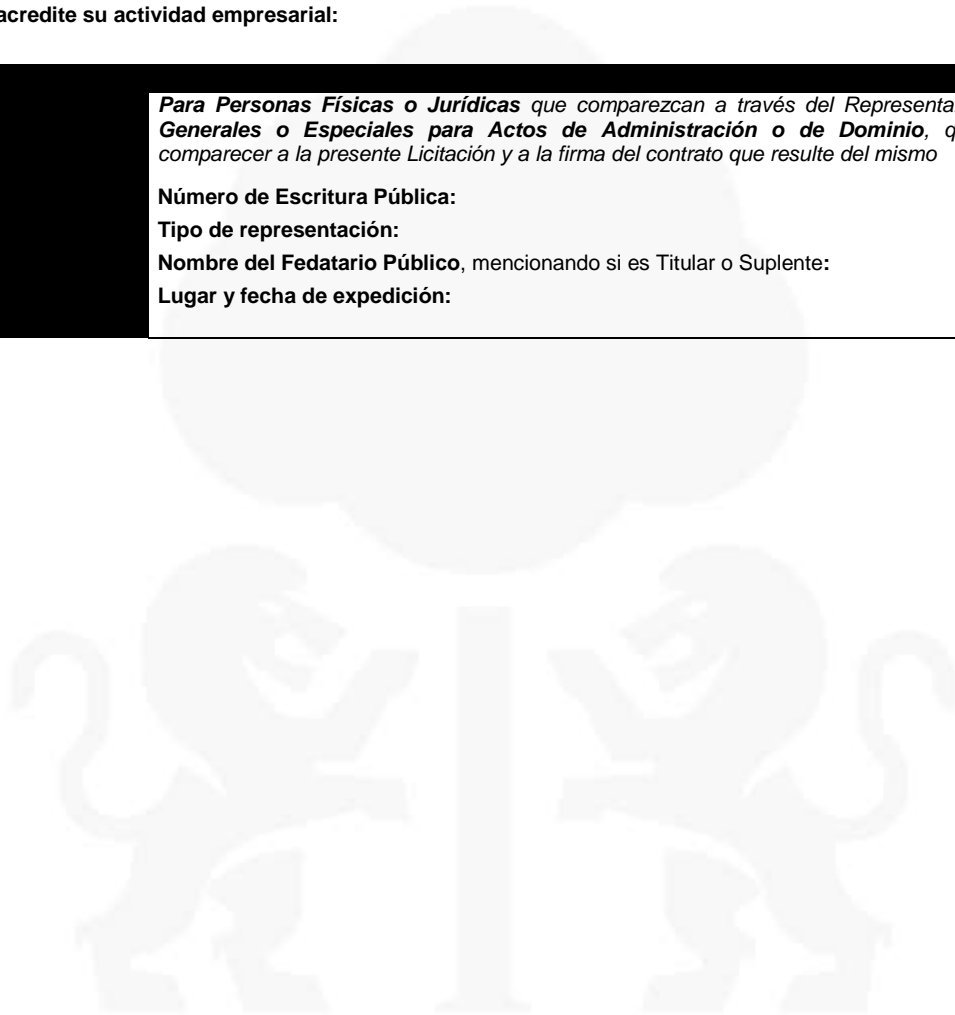 acredite su actividad empresarial:
Para Personas Físicas o Jurídicas que comparezcan a través del
Generales o Especiales para Actos de Administración o de Dominio,
comparecer a la presente Licitación y a la firma del contrato que resulte del mismo
Número de Escritura Pública:
Tipo de representación:
Nombre del Fedatario Público, mencionando si es Titular o Suplente:
Lugar y fecha de expedición: